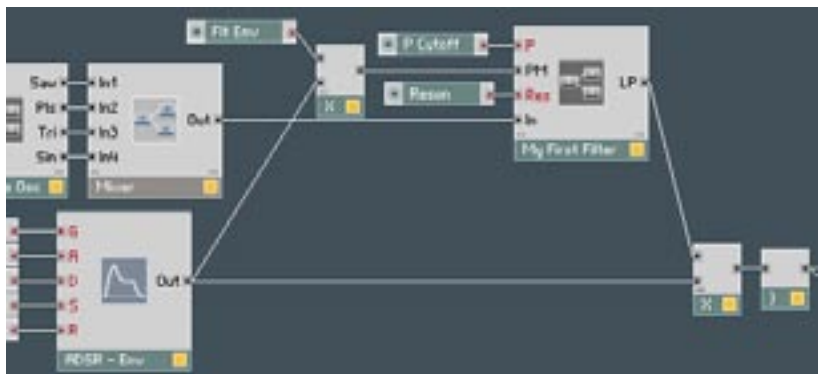 Flt Env
P Cutoff
Reson
P
PM
Res
In
LP
My First Filter
Saw
Pls
Tri
Sin
In1
In2
In3
In4
Out
Mixer
Osc
X
G
A
D
S
R
Out
ADSR - Env
X